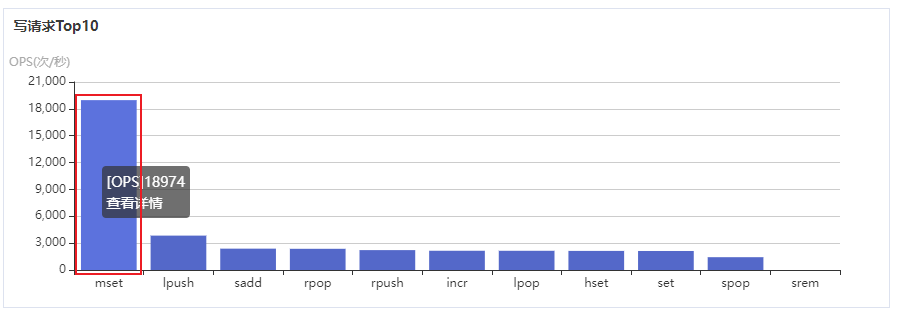 写请求Top10
OPS(次/秒)
21,000
18,000
15,000
12,000
9,000
6,000
3,000
0
[OPS]18974
查看详情
mset lpush sadd rpop rpush incr lpop hset set spop srem